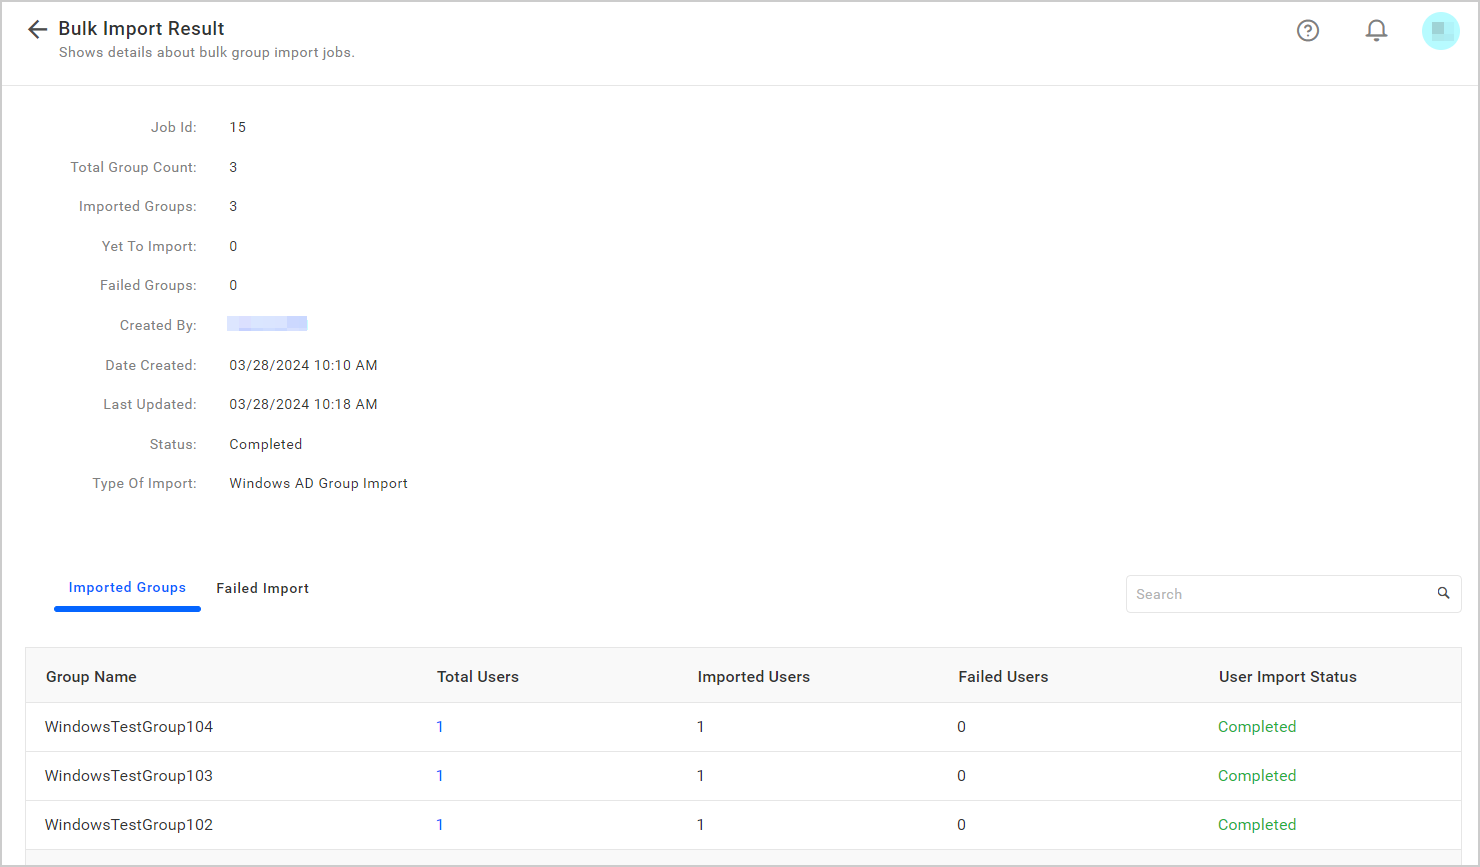 Bulk Import Result
Shows details about bulk group import jobs.
Job Id: 15
Total Group Count: 3
Imported Groups: 3
Yet To Import: 0
Failed Groups: 0
Created By:
Date Created: 03/28/2024 10:10 AM
Last Updated: 03/28/2024 10:18 AM
Status: Completed
Type Of Import: Windows AD Group Import
Imported Groups Failed Import Search
Group Name Total Users Imported Users Failed Users User Import Status
WindowsTestGroup104 1 1 0 Completed
WindowsTestGroup103 1 1 0 Completed
WindowsTestGroup102 1 1 0 Completed